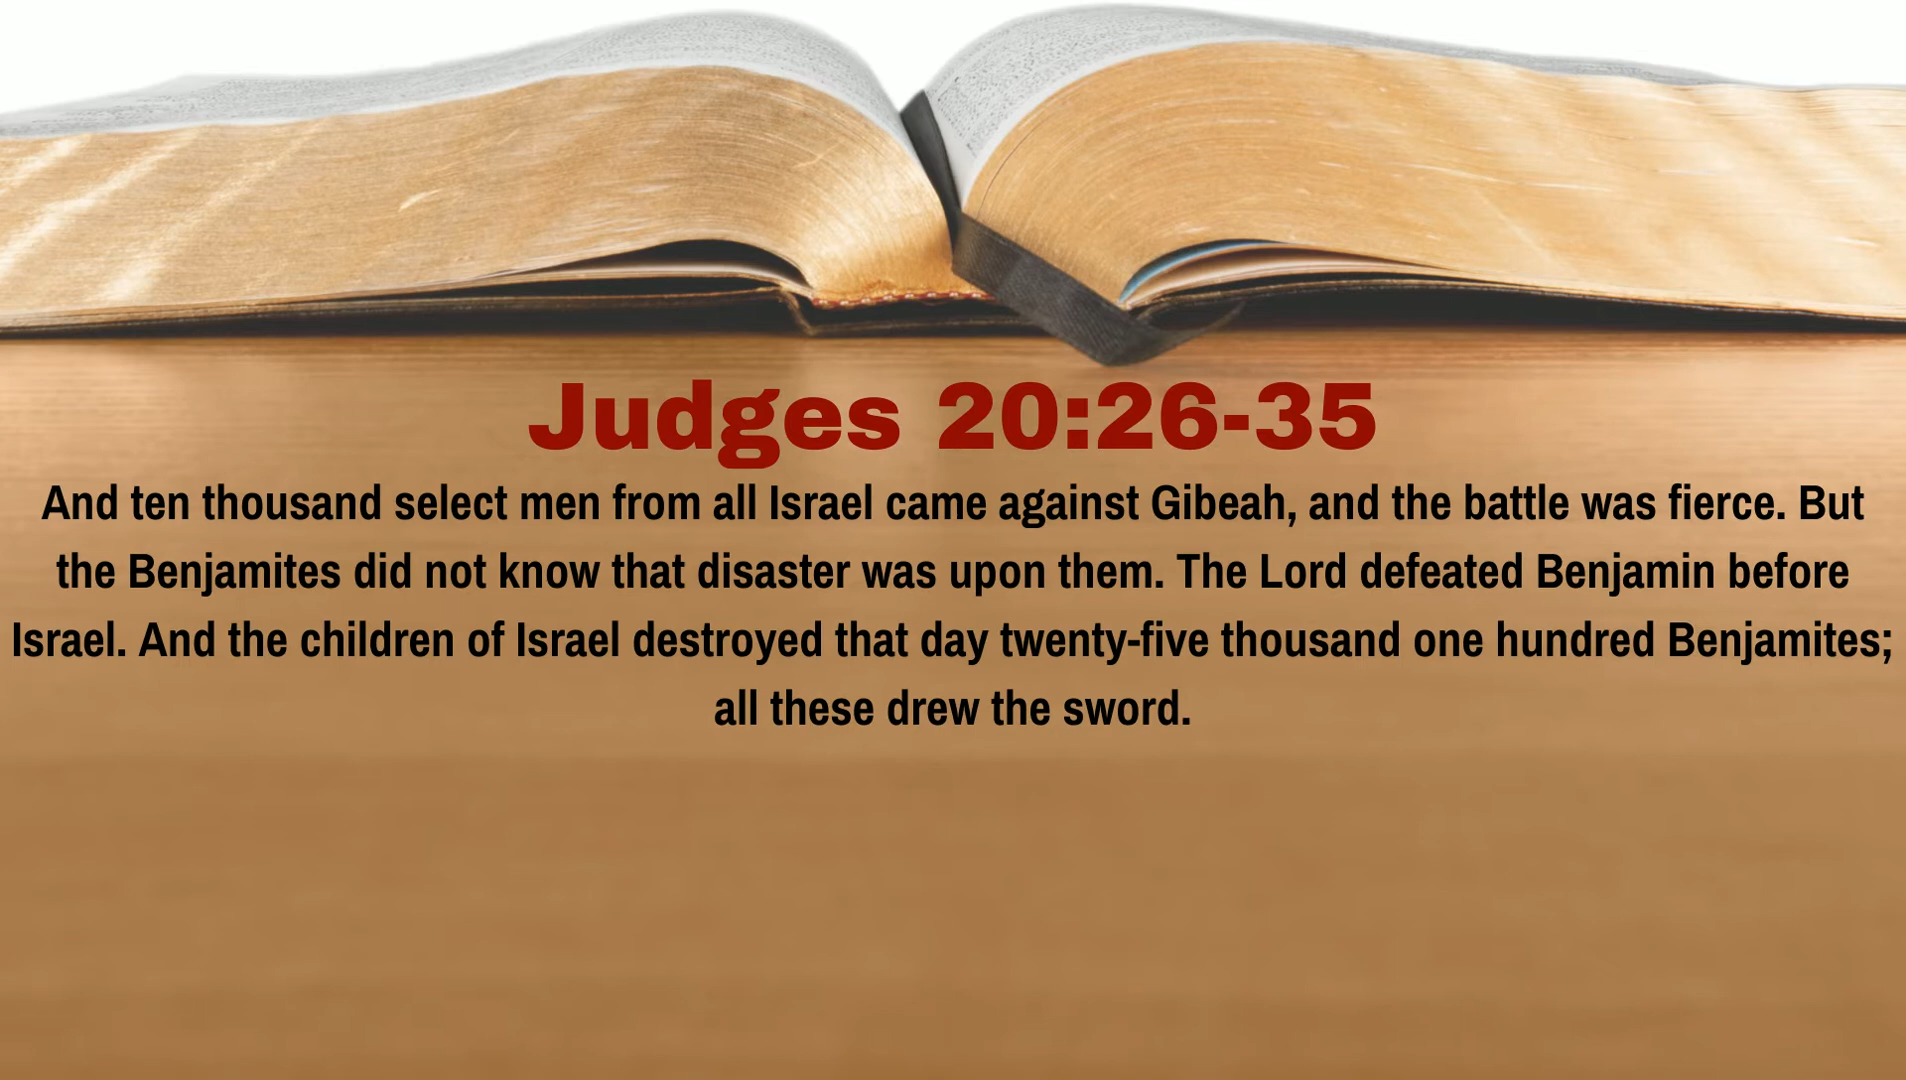 Judges 20:26-35
And ten thousand select men from all Israel came against Gibeah, and the battle was fierce. But
the Benjamites did not know that disaster was upon them. The Lord defeated Benjamin before
Israel. And the children of Israel destroyed that day twenty-five thousand one hundred Benjamites;
all these drew the sword.